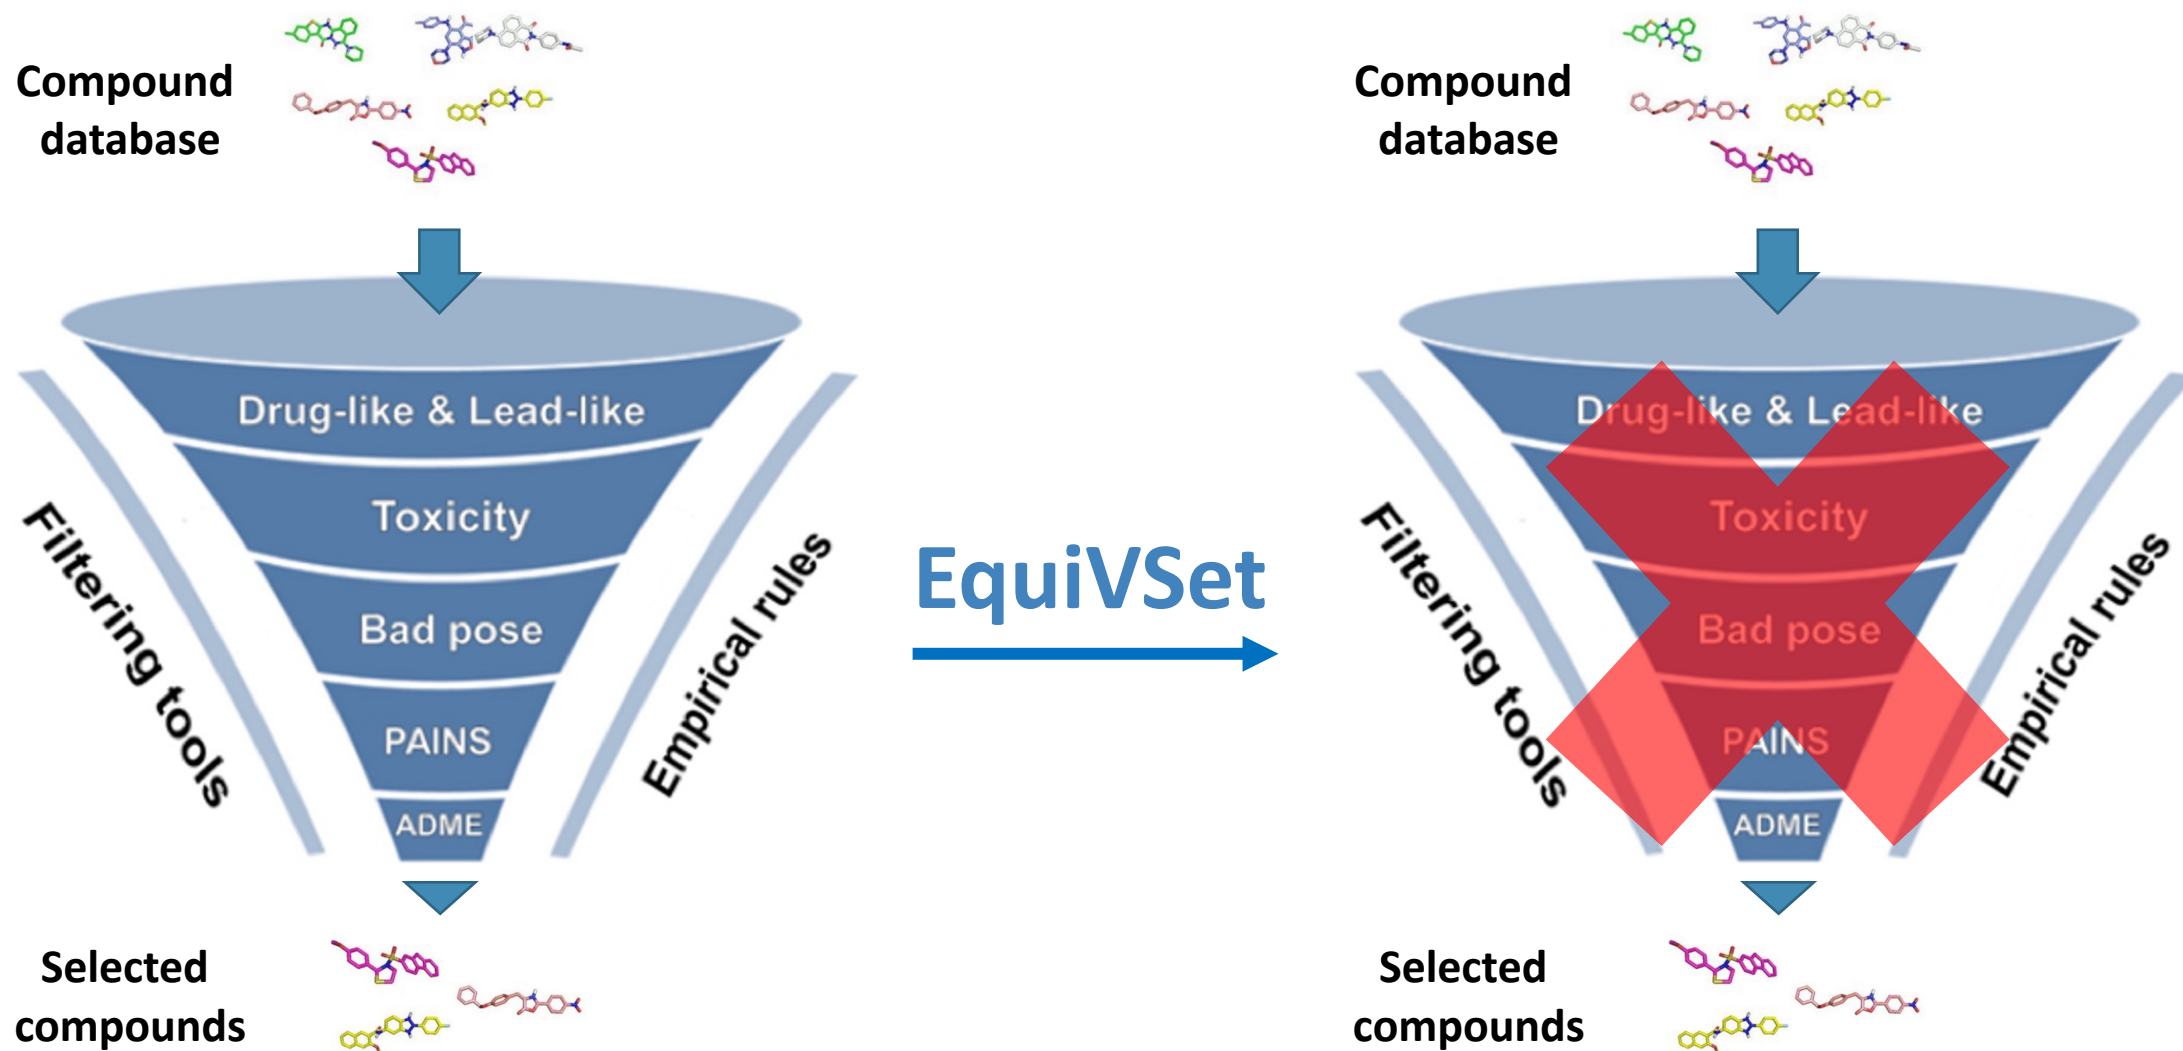 Compound
database
Drug-like & Lead-like
Toxicity
Bad pose
PAINS
ADME
Filtering tools
Empirical rules
Selected
compounds
EquiVSet
Compound
database
Drug-like & Lead-like
Toxicity
Bad pose
PAINS
ADME
Filtering tools
Empirical rules
Selected
compounds